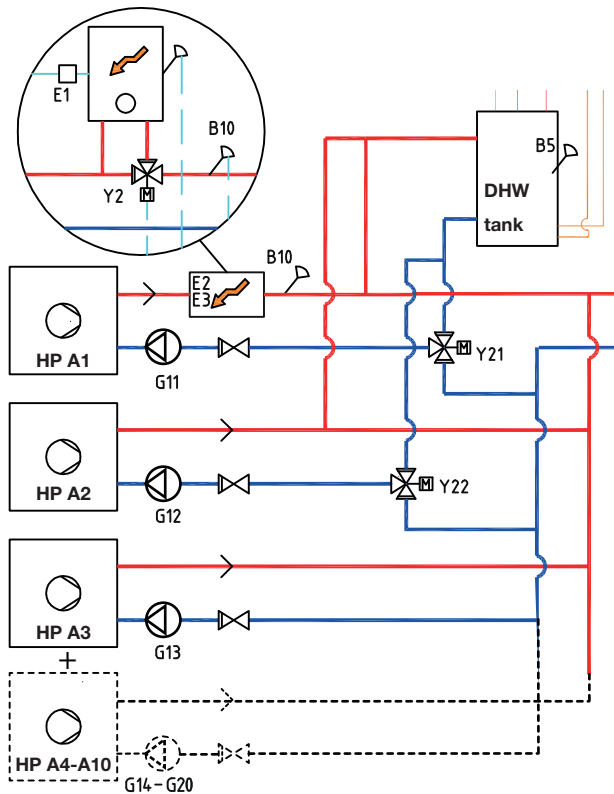 E1
B10
Y2
M
B5
DHW
tank
B10
E2
E3
HP A1
G11
M
Y21
HP A2
G12
M
Y22
HP A3
G13
+
HP A4-A10
G14-G20